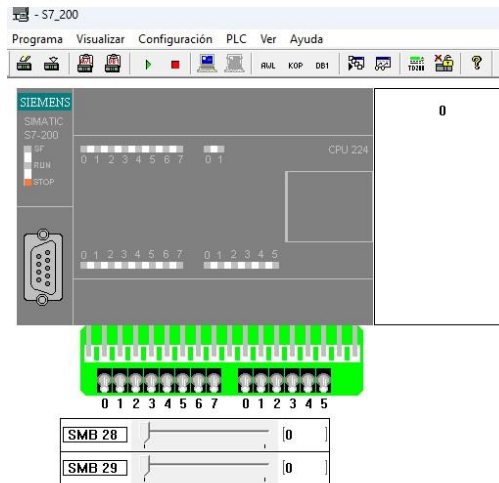 - S7_200
Programa Visualizar Configuración PLC Ver Ayuda
AWL KOP DB1 TD200
SIEMENS
SIMATIC
S7-200
SF
RUN
STOP
0 1 2 3 4 5 6 7 0 1
CPU 224
0
0 1 2 3 4 5 6 7 0 1 2 3 4 5
0 1 2 3 4 5 6 7 0 1 2 3 4 5
SMB 28 [0 ]
SMB 29 [0 ]